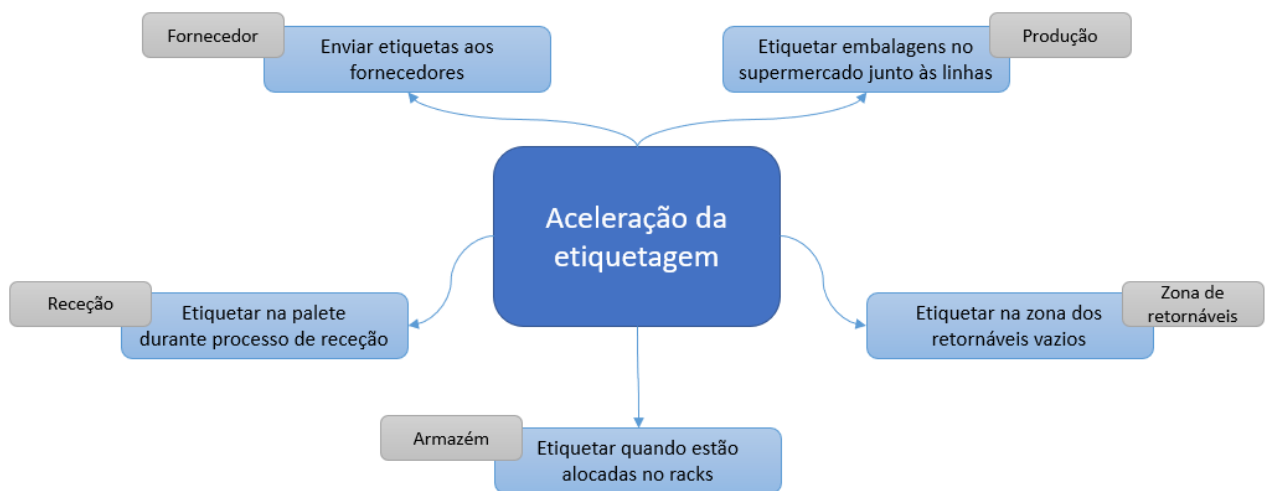 Fornecedor
Enviar etiquetas aos
fornecedores
Etiquetar embalagens no
supermercado junto às linhas
Produção
Aceleração da
etiquetagem
Receção
Etiquetar na palete
durante processo de receção
Etiquetar na zona dos
retornáveis vazios
Zona de
retornáveis
Armazém
Etiquetar quando estão
alocadas no racks